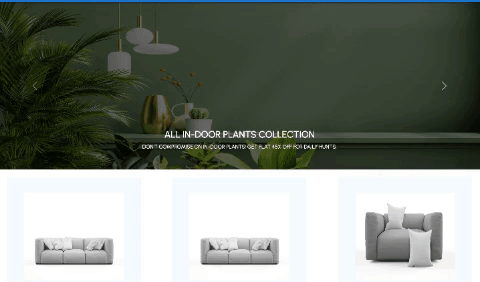 ALL IN-DOOR PLANTS COLLECTION
DON'T COMPROMISE ON IN-DOOR PLANTS! GET FLAT 45% OFF FOR DAILY HUNTS